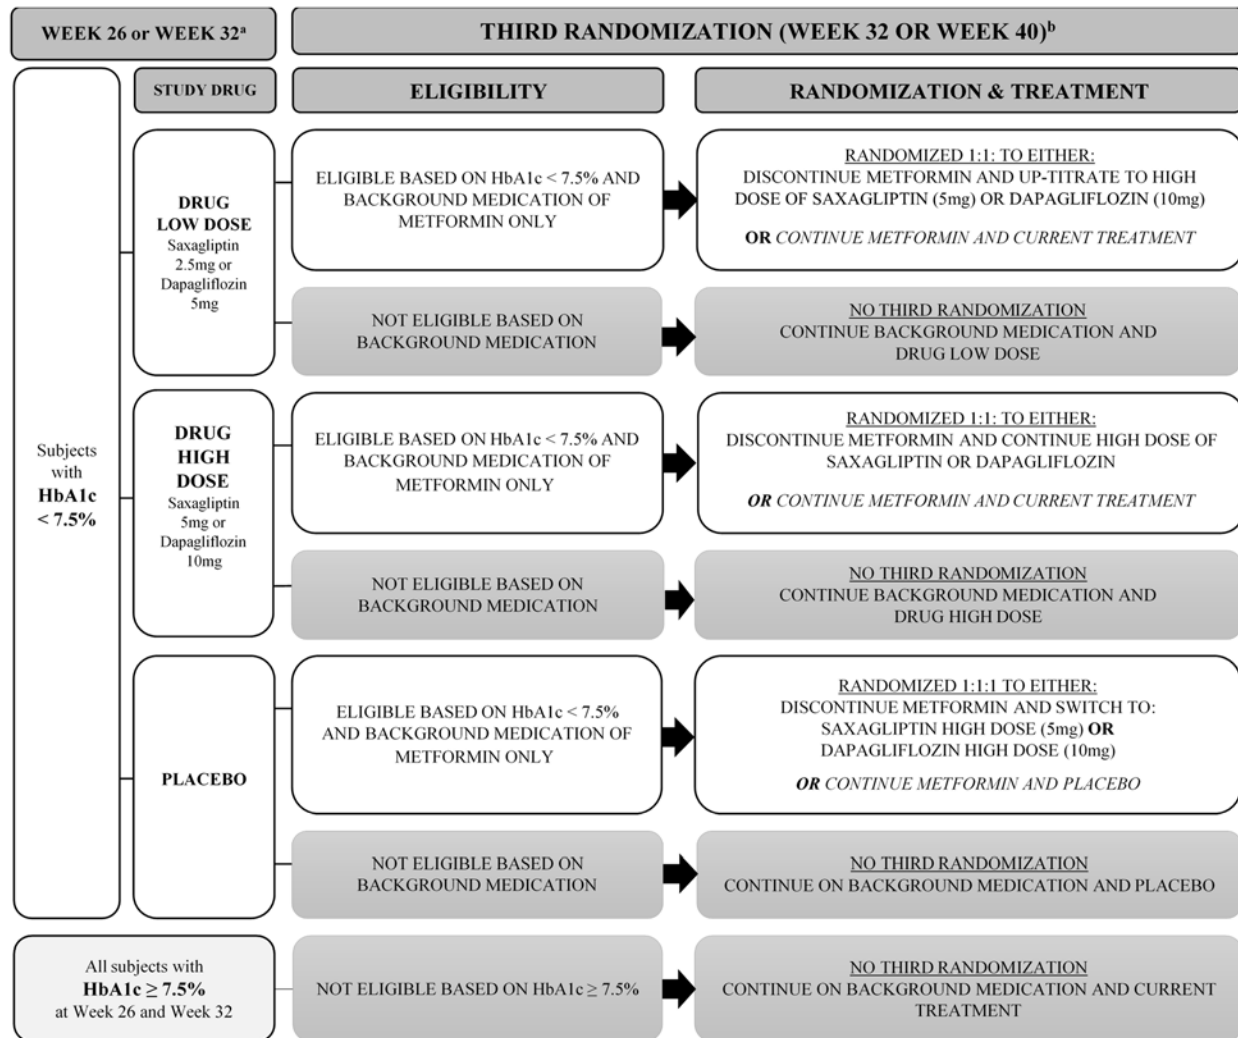 WEEK 26 or WEEK 32ᵃ
THIRD RANDOMIZATION (WEEK 32 OR WEEK 40)ᵇ
STUDY DRUG
ELIGIBILITY
RANDOMIZATION & TREATMENT
Subjects
with
HbA1c
< 7.5%
DRUG
LOW DOSE
Saxagliptin
2.5mg or
Dapagliflozin
5mg
ELIGIBLE BASED ON HbA1c < 7.5% AND
BACKGROUND MEDICATION OF
METFORMIN ONLY
RANDOMIZED 1:1: TO EITHER:
DISCONTINUE METFORMIN AND UP-TITRATE TO HIGH
DOSE OF SAXAGLIPTIN (5mg) OR DAPAGLIFLOZIN (10mg)
OR CONTINUE METFORMIN AND CURRENT TREATMENT
NOT ELIGIBLE BASED ON
BACKGROUND MEDICATION
NO THIRD RANDOMIZATION
CONTINUE BACKGROUND MEDICATION AND
DRUG LOW DOSE
DRUG
HIGH
DOSE
Saxagliptin
5mg or
Dapagliflozin
10mg
ELIGIBLE BASED ON HbA1c < 7.5% AND
BACKGROUND MEDICATION OF
METFORMIN ONLY
RANDOMIZED 1:1: TO EITHER:
DISCONTINUE METFORMIN AND CONTINUE HIGH DOSE OF
SAXAGLIPTIN OR DAPAGLIFLOZIN
OR CONTINUE METFORMIN AND CURRENT TREATMENT
NOT ELIGIBLE BASED ON
BACKGROUND MEDICATION
NO THIRD RANDOMIZATION
CONTINUE BACKGROUND MEDICATION AND
DRUG HIGH DOSE
PLACEBO
ELIGIBLE BASED ON HbA1c < 7.5%
AND BACKGROUND MEDICATION OF
METFORMIN ONLY
RANDOMIZED 1:1:1 TO EITHER:
DISCONTINUE METFORMIN AND SWITCH TO:
SAXAGLIPTIN HIGH DOSE (5mg) OR
DAPAGLIFLOZIN HIGH DOSE (10mg)
OR CONTINUE METFORMIN AND PLACEBO
NOT ELIGIBLE BASED ON
BACKGROUND MEDICATION
NO THIRD RANDOMIZATION
CONTINUE ON BACKGROUND MEDICATION AND PLACEBO
All subjects with
HbA1c ≥ 7.5%
at Week 26 and Week 32
NOT ELIGIBLE BASED ON HbA1c ≥ 7.5%
NO THIRD RANDOMIZATION
CONTINUE ON BACKGROUND MEDICATION AND CURRENT
TREATMENT